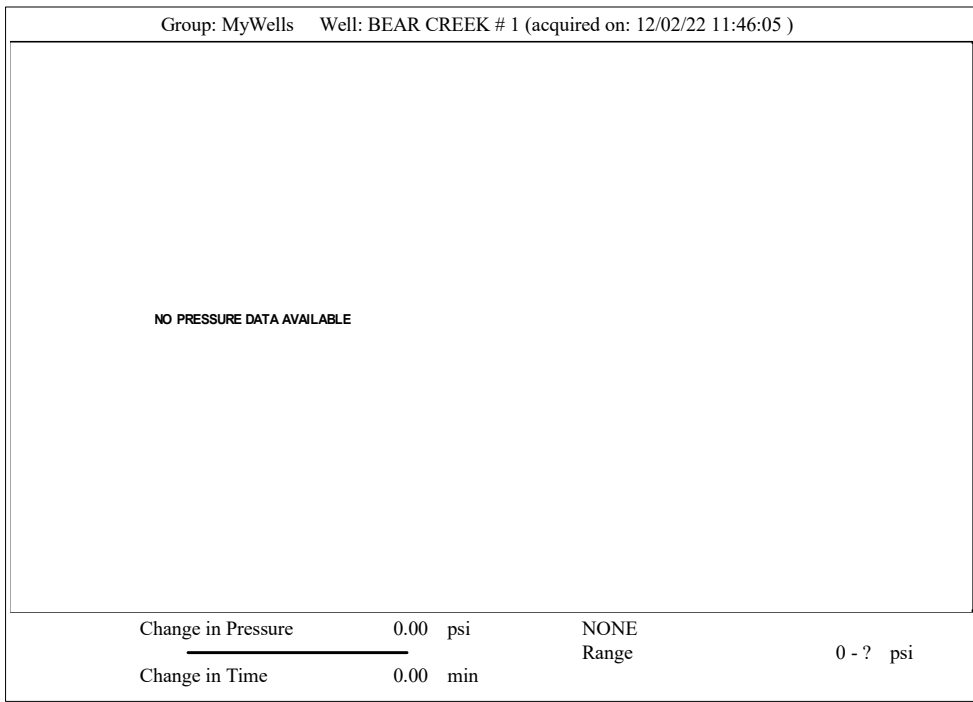 Group: MyWells Well: BEAR CREEK # 1 (acquired on: 12/02/22 11:46:05 )
NO PRESSURE DATA AVAILABLE
Change in Pressure 0.00 psi NONE
Range 0 - ? psi
Change in Time 0.00 min